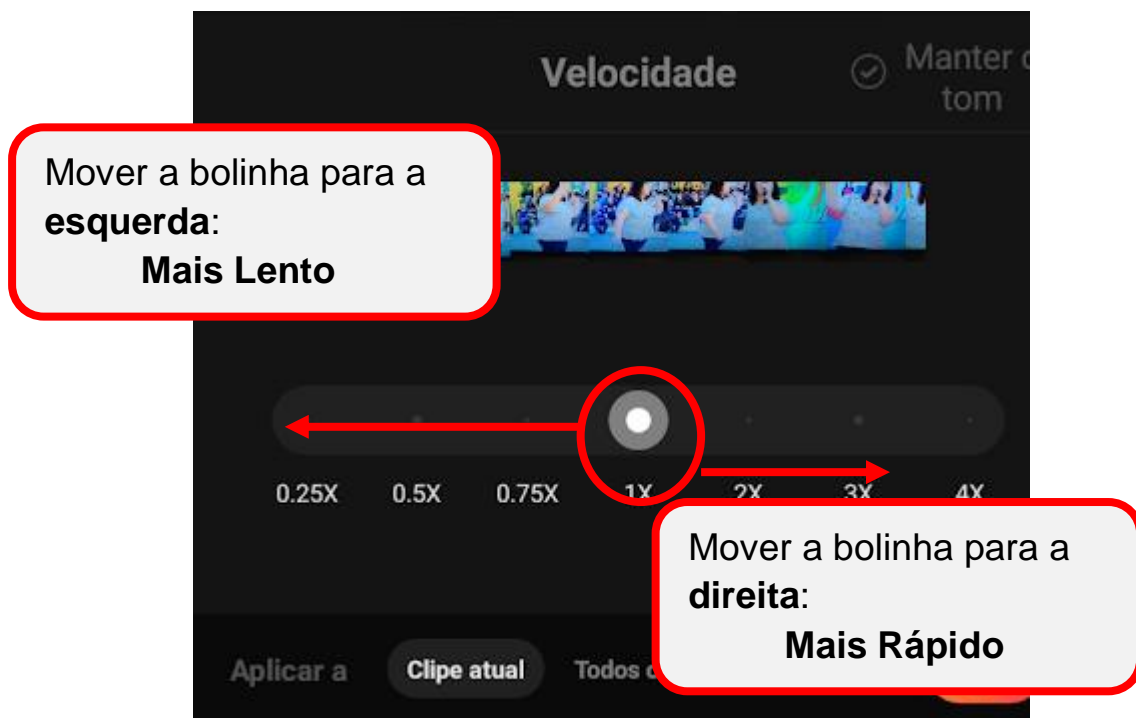 Velocidade
Manter
tom
Mover a bolinha para a
esquerda:
Mais Lento
0.25X 0.5X 0.75X 1X 2X 3X 4X
Mover a bolinha para a
direita:
Mais Rápido
Aplicar a Clipe atual Todos